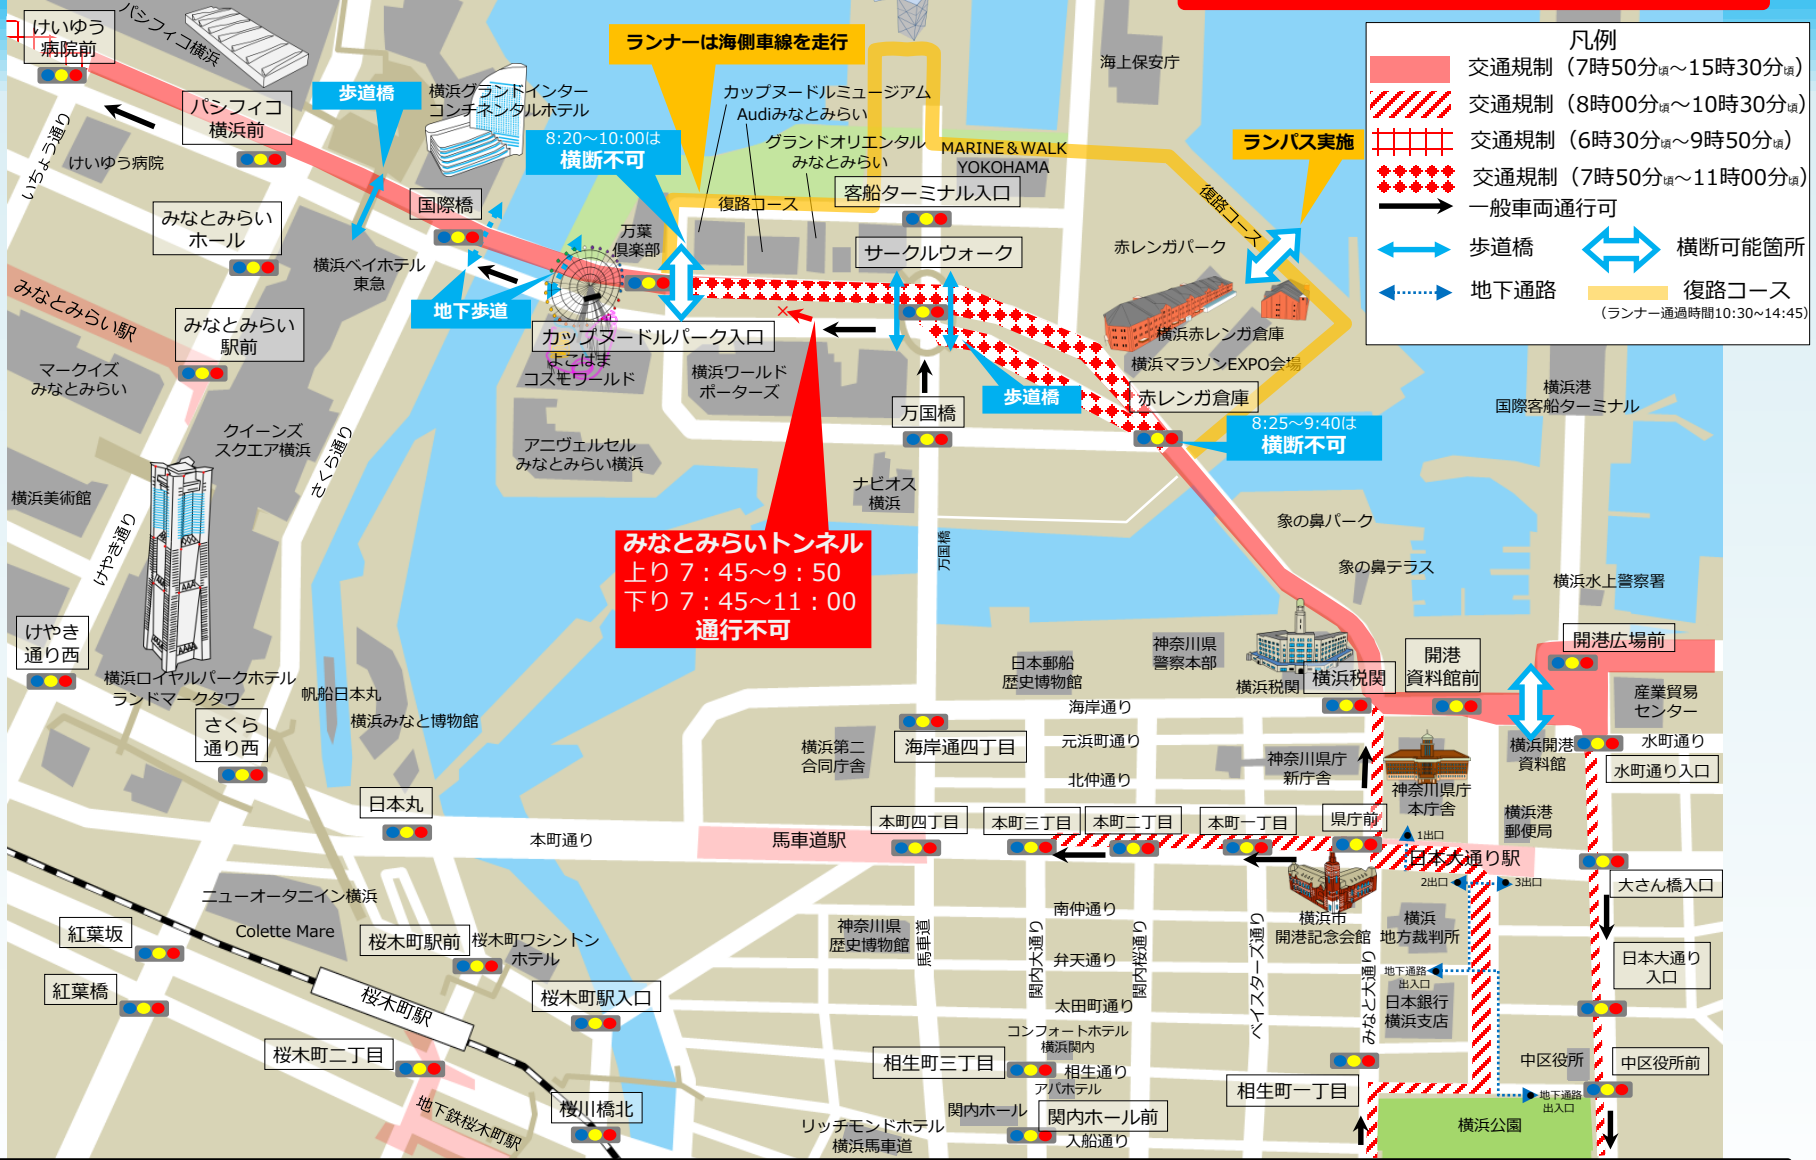 けいゆう
病院前
パシフィコ横浜
パシフィコ
横浜前
いちょう通り
けいゆう病院
歩道橋
横浜グランドインター
コンチネンタルホテル
ランナーは海側車線を走行
8:20～10:00は
横断不可
カップヌードルミュージアム
Audiみなとみらい
グランドオリエンタル
みなとみらい
MARINE＆WALK
YOKOHAMA
海上保安庁
ランパス実施
凡例
交通規制（7時50分頃～15時30分頃）
交通規制（8時00分頃～10時30分頃）
交通規制（6時30分頃～9時50分頃）
交通規制（7時50分頃～11時00分頃）
一般車両通行可
歩道橋
横断可能箇所
地下通路
復路コース
（ランナー通過時間10:30~14:45）
みなとみらい
ホール
国際橋
横浜ベイホテル
東急
地下歩道
万葉
倶楽部
復路コース
客船ターミナル入口
サークルウォーク
復路コース
赤レンガパーク
みなとみらい駅
みなとみらい
駅前
カップヌードルパーク入口
よこはま
コスモワールド
横浜ワールド
ポーターズ
万国橋
歩道橋
横浜赤レンガ倉庫
横浜マラソンEXPO会場
赤レンガ倉庫
8:25～9:40は
横断不可
横浜港
国際客船ターミナル
マークイズ
みなとみらい
クイーンズ
スクエア横浜
さくら通り
アニヴェルセル
みなとみらい横浜
ナビオス
横浜
横浜美術館
けやき通り
みなとみらいトンネル
上り 7：45～9：50
下り 7：45～11：00
通行不可
万国橋
象の鼻パーク
象の鼻テラス
横浜水上警察署
けやき
通り西
横浜ロイヤルパークホテル
ランドマークタワー
さくら
通り西
帆船日本丸
横浜みなと博物館
日本郵船
歴史博物館
神奈川県
警察本部
横浜税関
横浜税関
開港
資料館前
開港広場前
産業貿易
センター
海岸通り
海岸通四丁目
元浜町通り
北仲通り
横浜第二
合同庁舎
神奈川県庁
新庁舎
神奈川県庁
本庁舎
横浜開港
資料館
水町通り
水町通り入口
横浜港
郵便局
日本丸
本町通り
馬車道駅
本町四丁目
本町三丁目
本町二丁目
本町一丁目
県庁前
1出口
日本大通り駅
2出口
3出口
大さん橋入口
ニューオータニイン横浜
Colette Mare
紅葉坂
紅葉橋
桜木町駅前
桜木町ワシントン
ホテル
桜木町駅
桜木町駅入口
桜木町二丁目
地下鉄桜木町駅
桜川橋北
神奈川県
歴史博物館
馬車道
南仲通り
関内大通り
弁天通り
関内桜通り
太田町通り
ベイスターズ通り
横浜市
開港記念会館
みなと大通り
横浜
地方裁判所
地下通路
出入口
日本銀行
横浜支店
日本大通り
入口
コンフォートホテル
横浜関内
相生町三丁目
相生通り
アパホテル
関内ホール
関内ホール前
リッチモンドホテル
横浜馬車道
入船通り
相生町一丁目
中区役所
中区役所前
地下通路
出入口
横浜公園